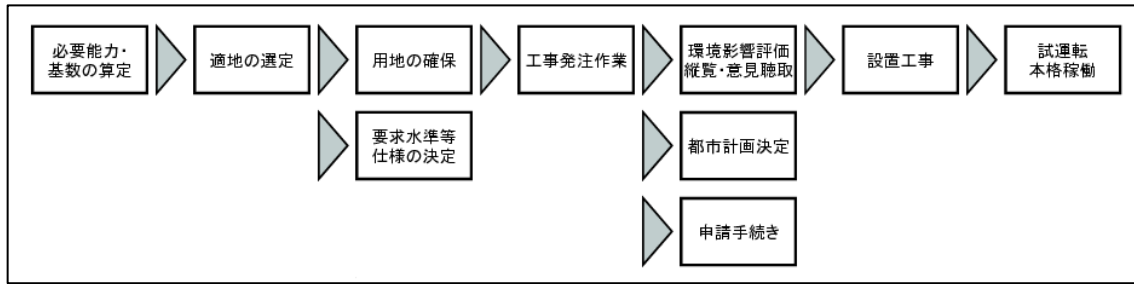 必要能力・
基数の算定
適地の選定
用地の確保
工事発注作業
環境影響評価
縦覧・意見聴取
設置工事
試運転
本格稼働
要求水準等
仕様の決定
都市計画決定
申請手続き